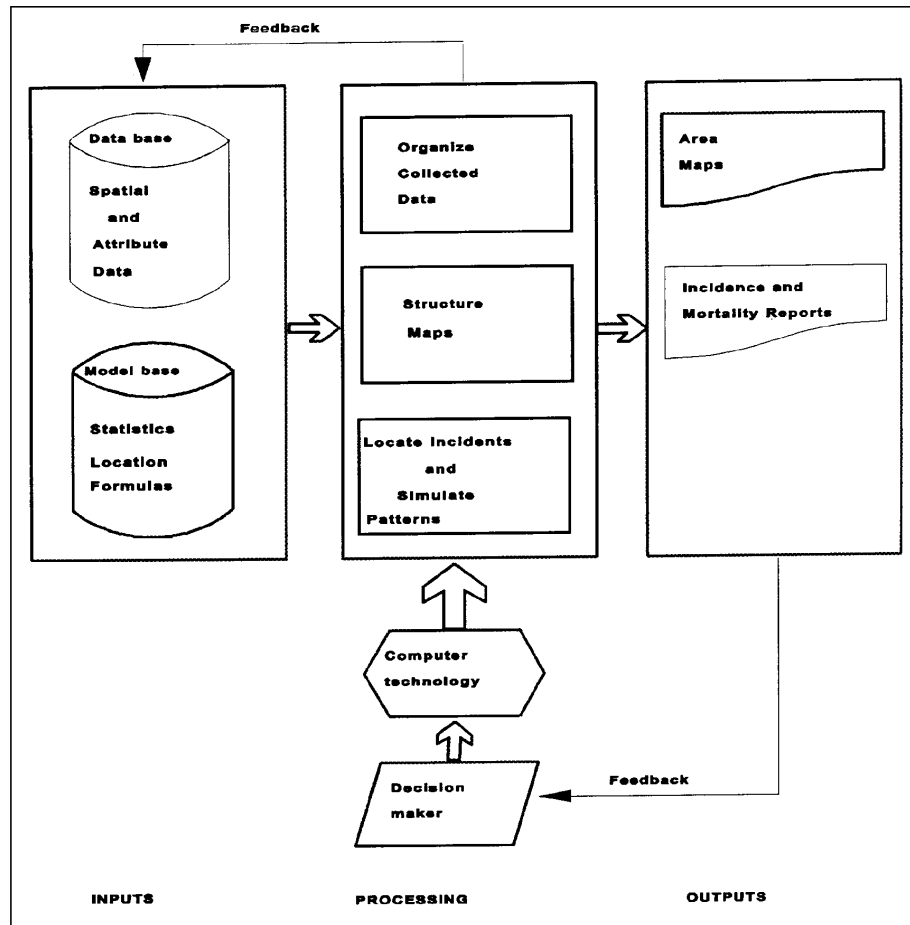 Feedback
Data base
Spatial
and
Attribute
Data
Model base
Statistics
Location
Formulas
Organize
Collected
Data
Structure
Maps
Locate Incidents
and
Simulate
Patterns
Area
Maps
Incidence and
Mortality Reports
Computer
technology
Decision
maker
Feedback
INPUTS
PROCESSING
OUTPUTS